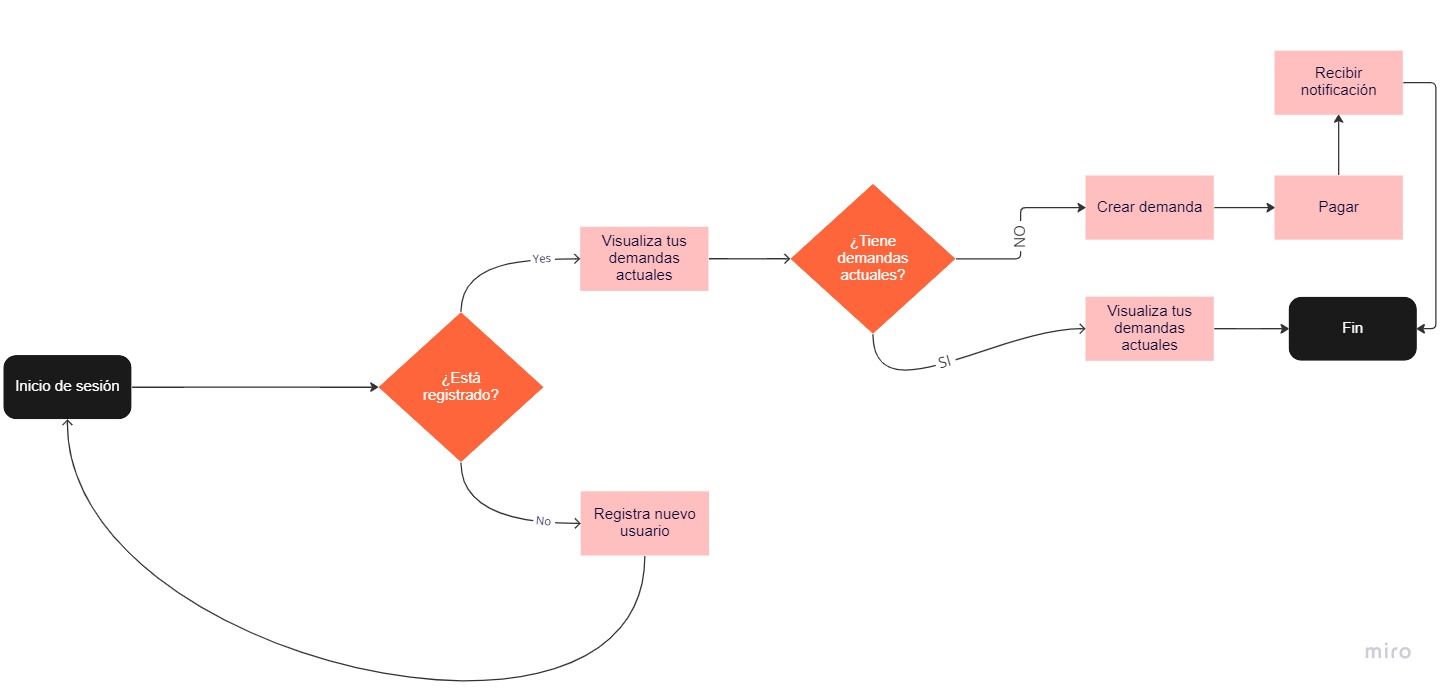 Recibir
notificación
Crear demanda
Pagar
¿Tiene
demandas
actuales?
NO
Visualiza tus
demandas
actuales
Yes
Visualiza tus
demandas
actuales
Fin
SI
Inicio de sesión
¿Está
registrado?
No
Registra nuevo
usuario
miro